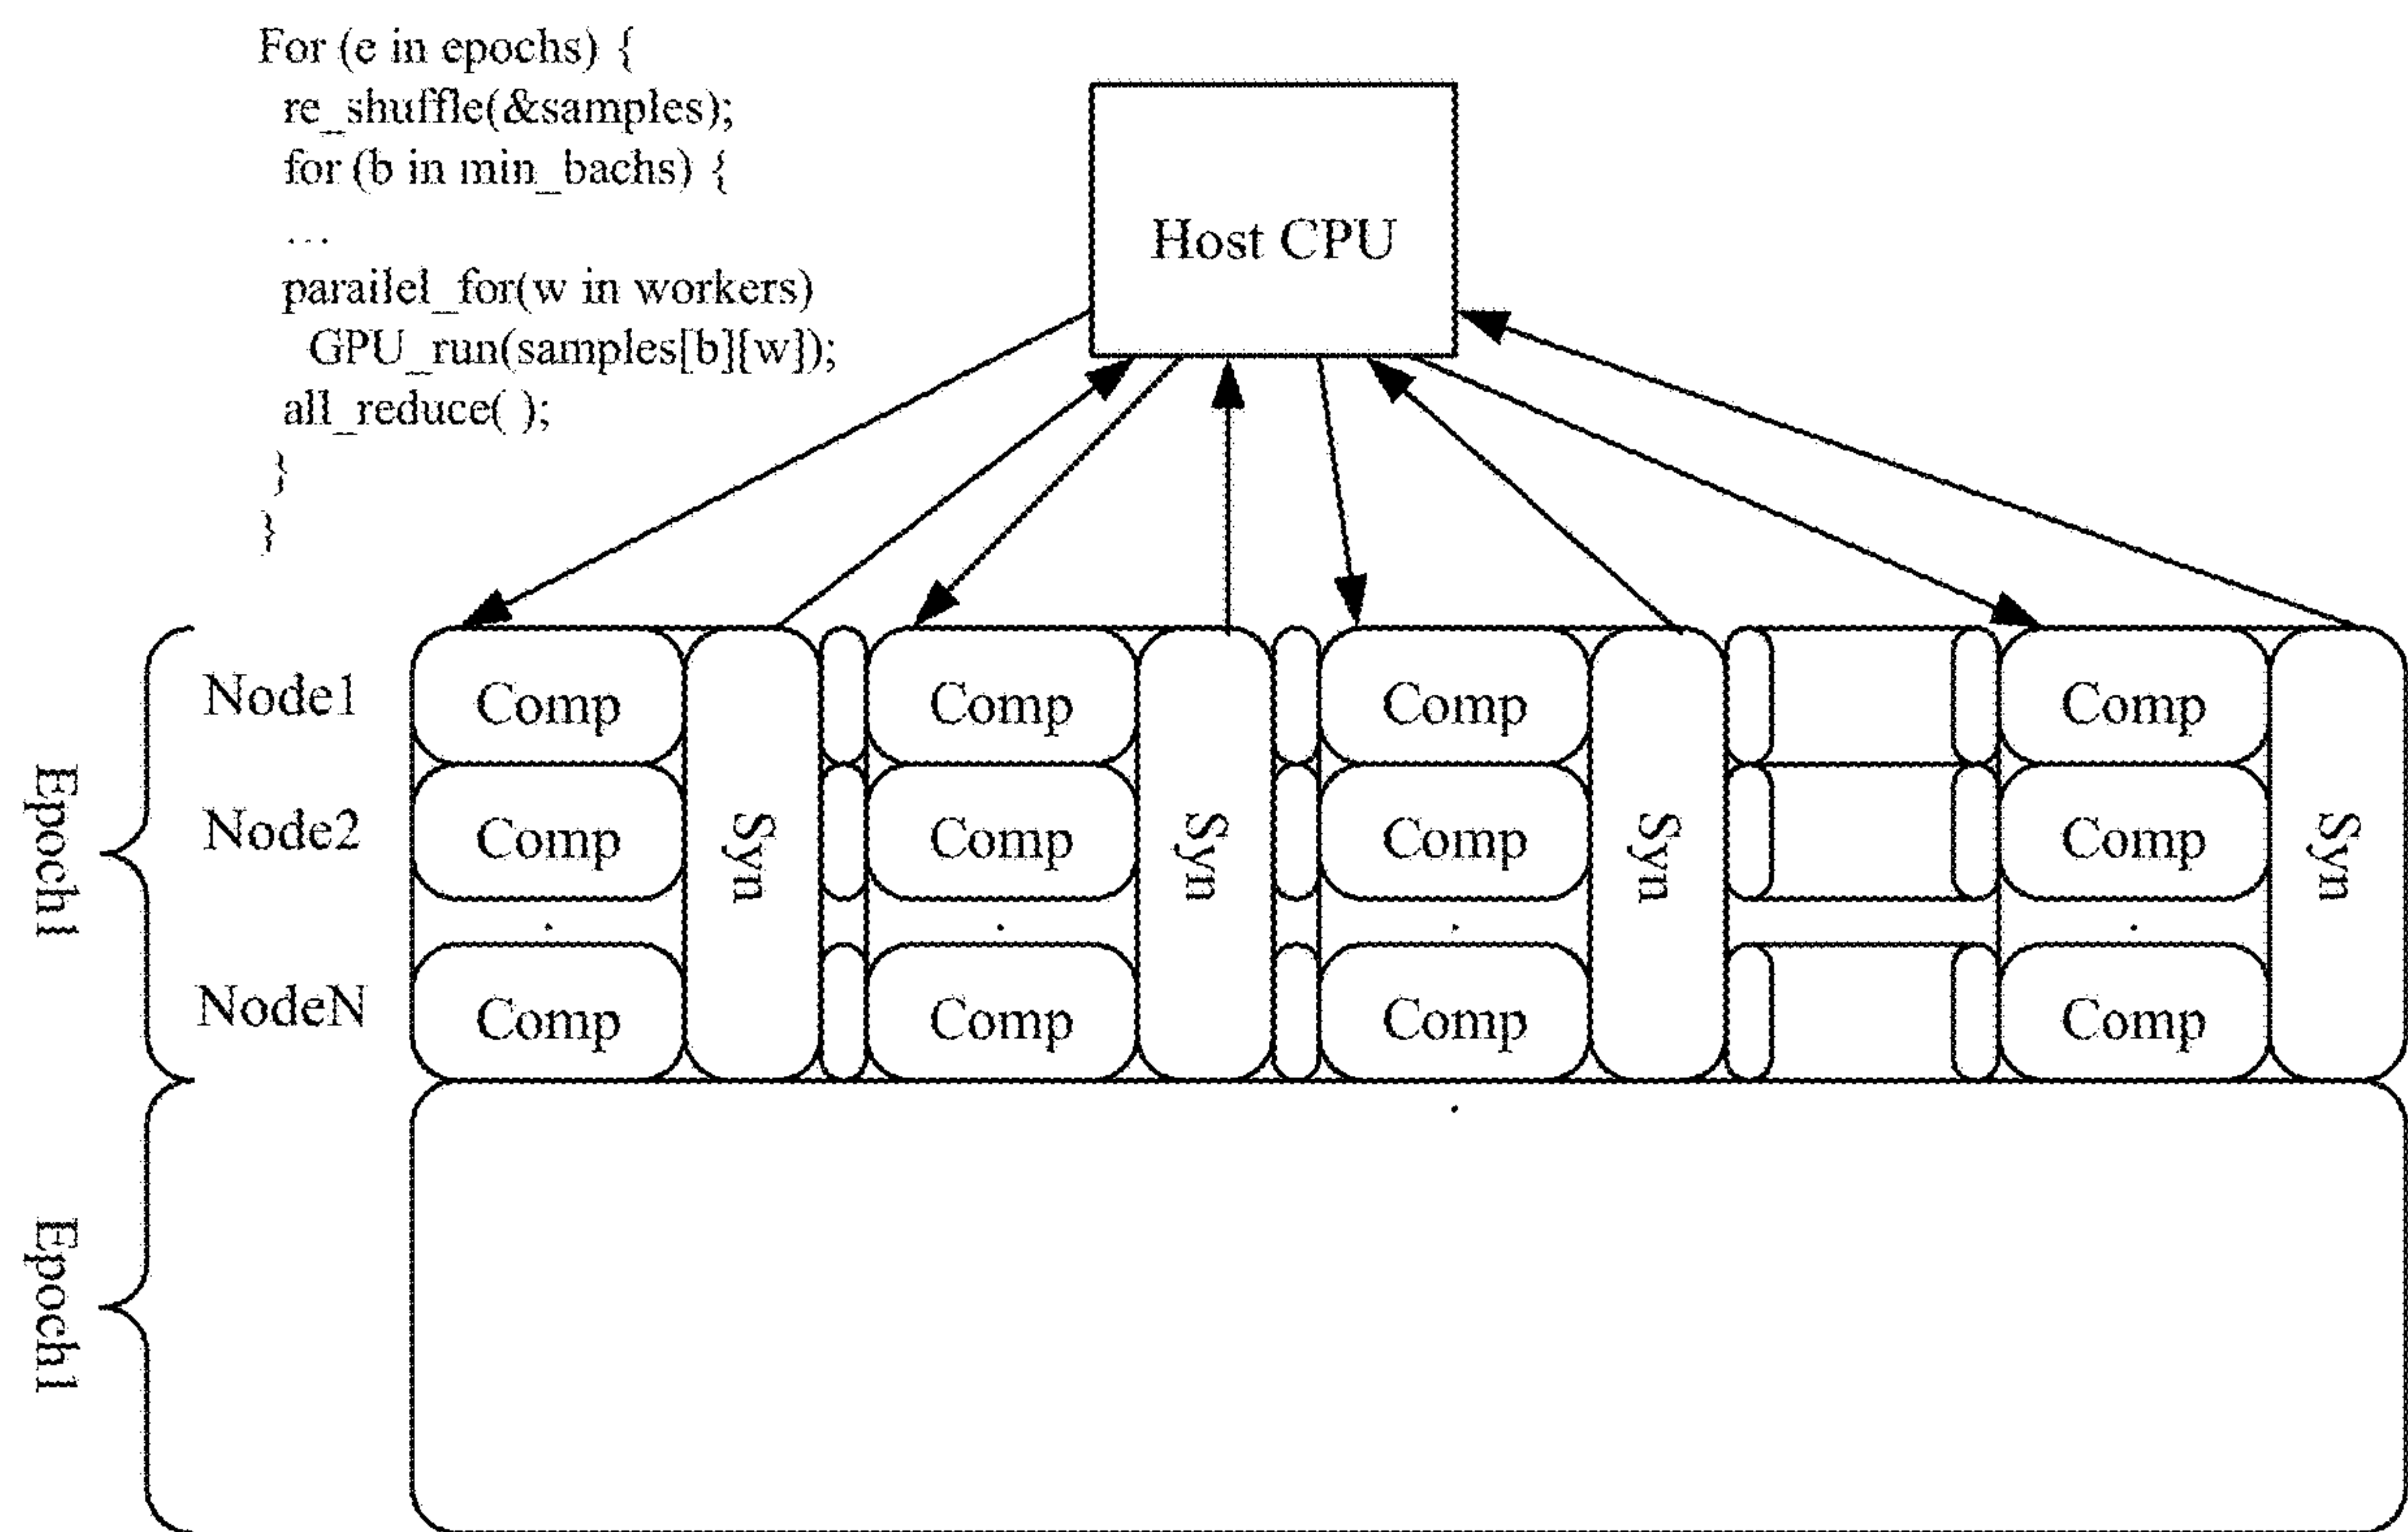 For (e in epochs) {
re_shuffle(&samples);
for (b in min_bachs) {
...
parailel_for(w in workers)
GPU_run(samples[b][w]);
all_reduce( );
}
}
Host CPU
Epoch1
Node1
Comp
Comp
Comp
Comp
Node2
Comp
Syn
Comp
Syn
Comp
Syn
Comp
Syn
NodeN
Comp
Comp
Comp
Comp
Epoch1